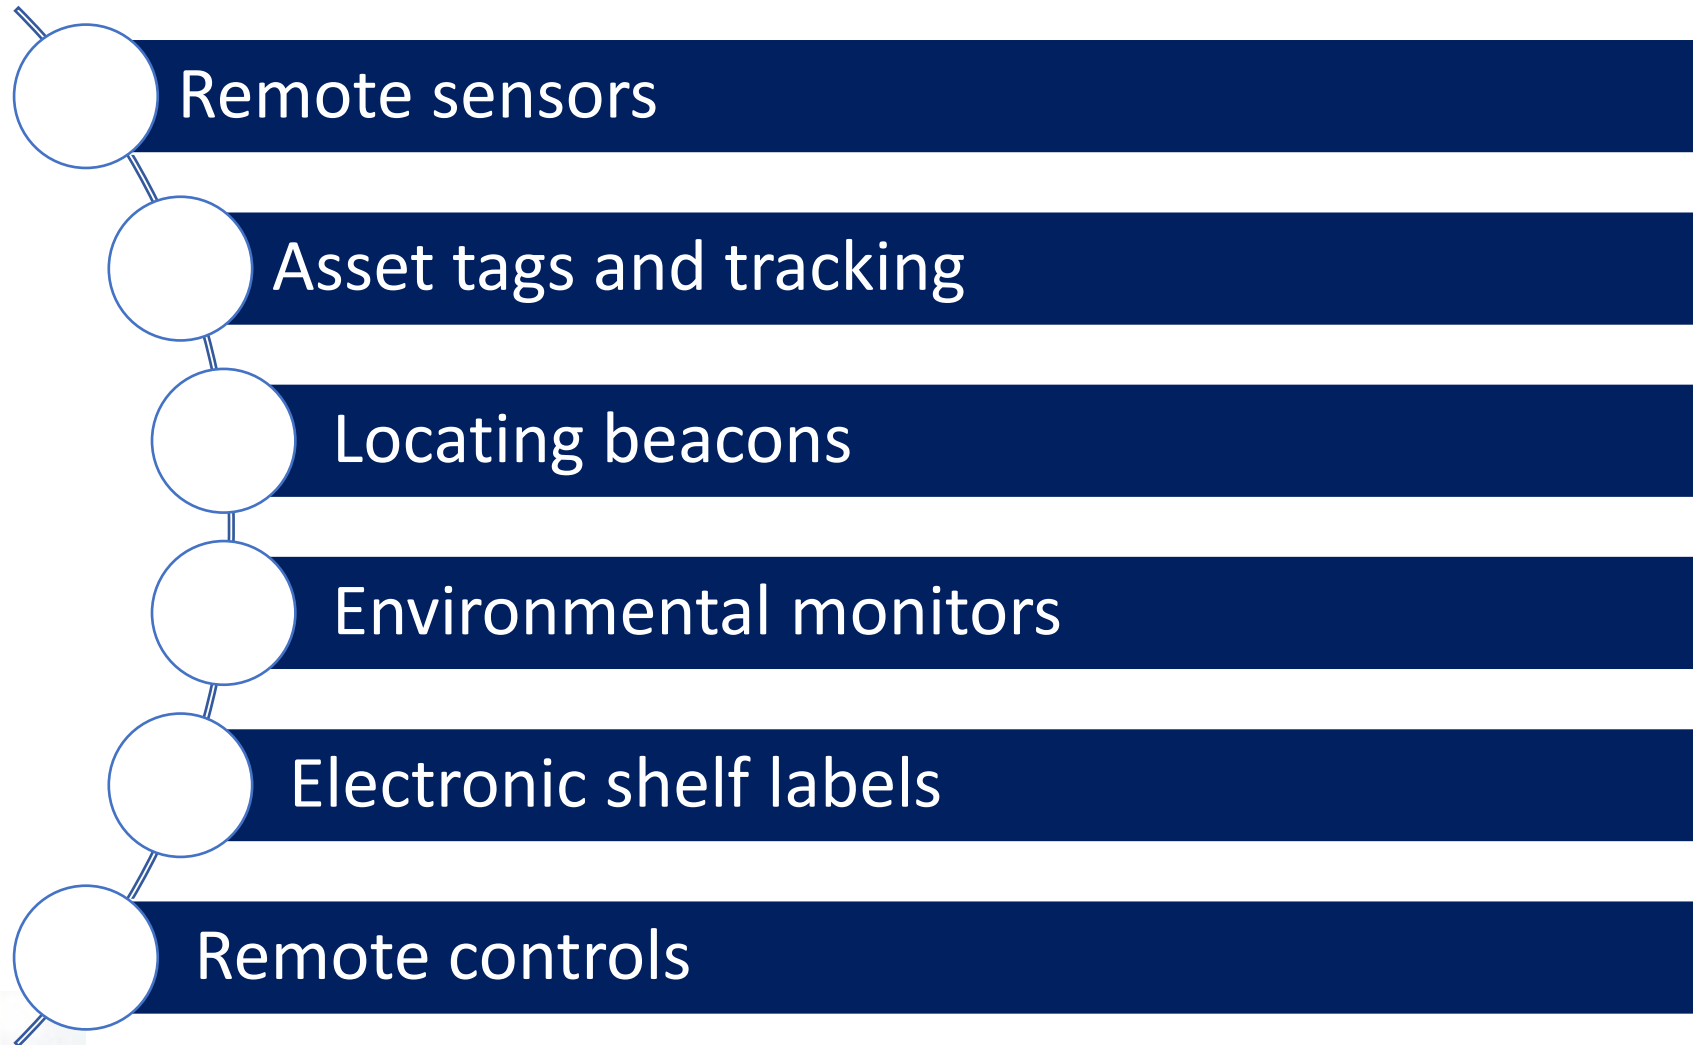 Remote sensors
Asset tags and tracking
Locating beacons
Environmental monitors
Electronic shelf labels
Remote controls